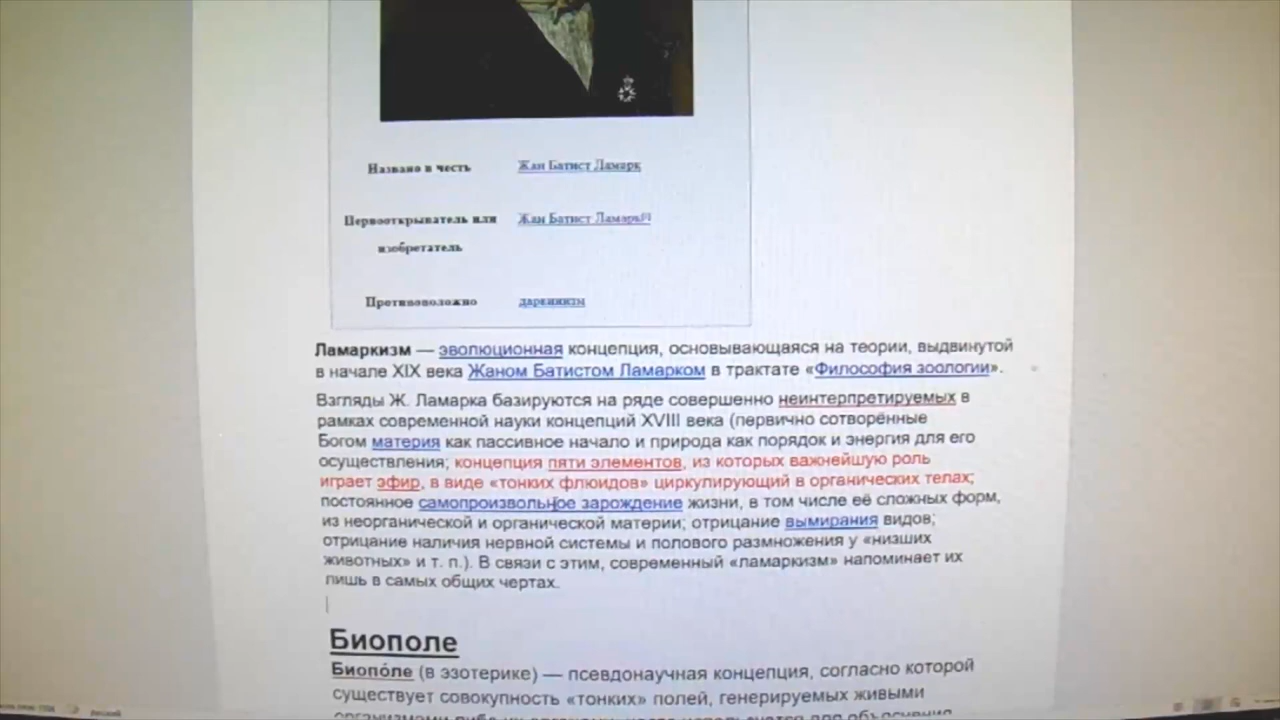 Названо в честь Жан Батист Ламарк
Первооткрыватель или Жан Батист Ламарк
изобретатель
Противоположно дарвинизм
Ламаркизм — эволюционная концепция, основывающаяся на теории, выдвинутой
в начале XIX века Жаном Батистом Ламарком в трактате «Философия зоологии».
Взгляды Ж. Ламарка базируются на ряде совершенно неинтерпретируемых в
рамках современной науки концепций XVIII века (первично сотворённые
Богом материя как пассивное начало и природа как порядок и энергия для его
осуществления; концепция пяти элементов, из которых важнейшую роль
играет эфир, в виде «тонких флюидов» циркулирующий в органических телах;
постоянное самопроизвольное зарождение жизни, в том числе её сложных форм,
из неорганической и органической материи; отрицание вымирания видов;
отрицание наличия нервной системы и полового размножения у «низших
животных» и т. п.). В связи с этим, современный «ламаркизм» напоминает их
лишь в самых общих чертах.
Биополе
Биопо́ле (в эзотерике) — псевдонаучная концепция, согласно которой
существует совокупность «тонких» полей, генерируемых живыми